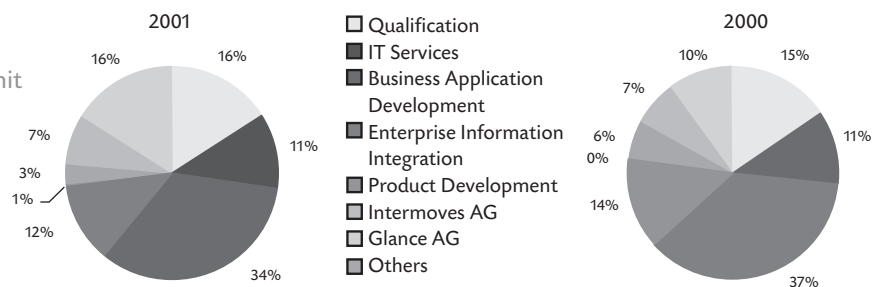 2001
16%
16%
nit
7%
11%
3%
1%
12%
34%
Qualification
IT Services
Business Application
Development
Enterprise Information
Integration
Product Development
Intermoves AG
Glance AG
Others
2000
10%
15%
7%
6%
11%
0%
14%
37%